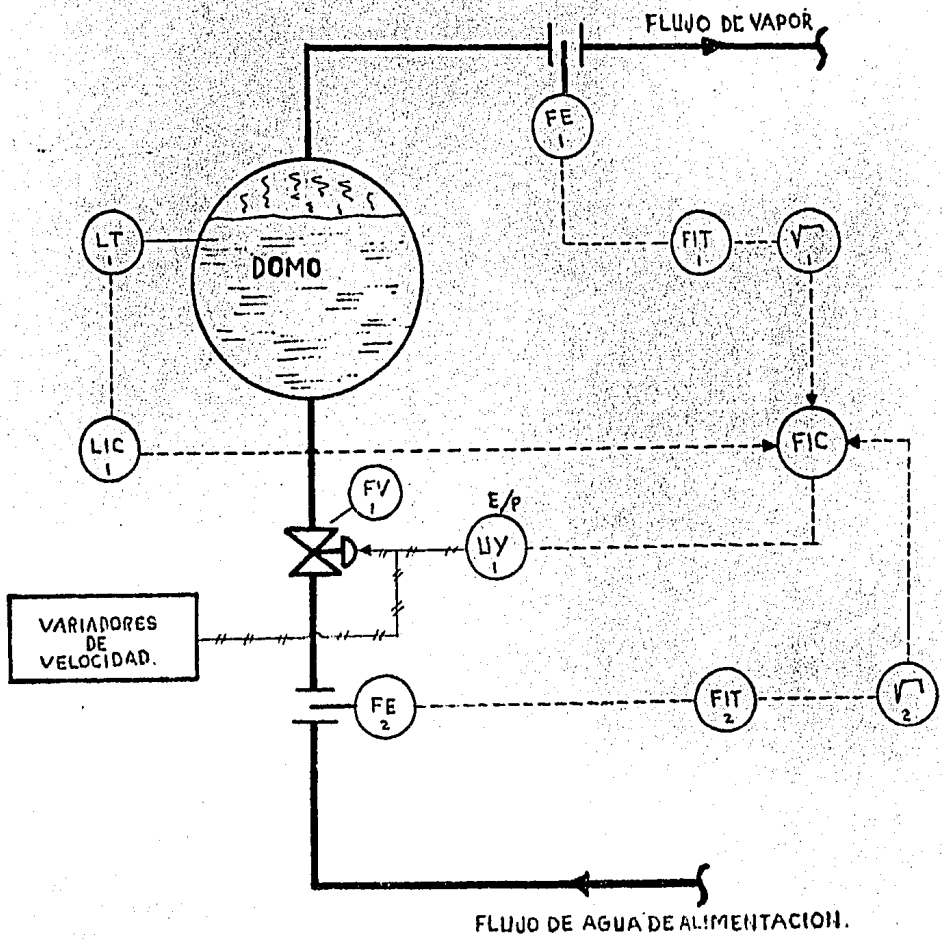 FLUJO DE VAPOR
FE
1
LT
1
FIT
1
√
1
DOMO
LIC
1
FIC
FV
1
E/P
UY
1
VARIADORES
DE
VELOCIDAD.
FE
2
FIT
2
√
2
FLUJO DE AGUA DE ALIMENTACION.